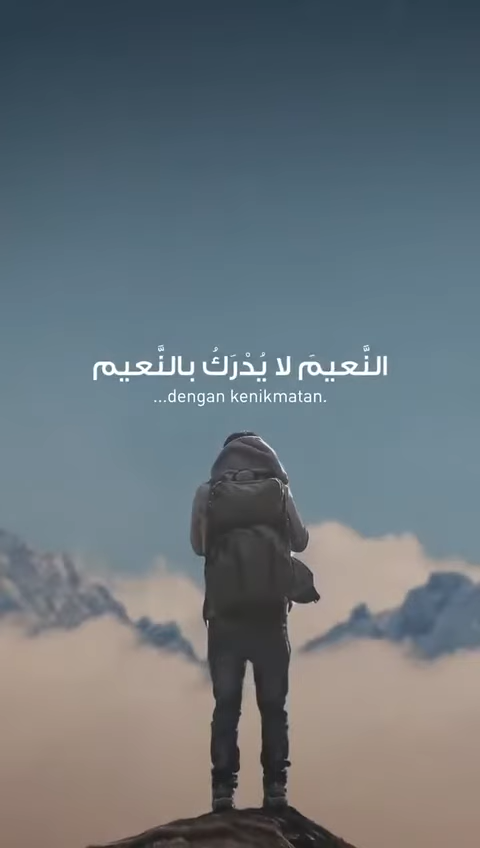 النَّعيمَ لا يُدْرَكُ بالنَّعيم
...dengan kenikmatan.